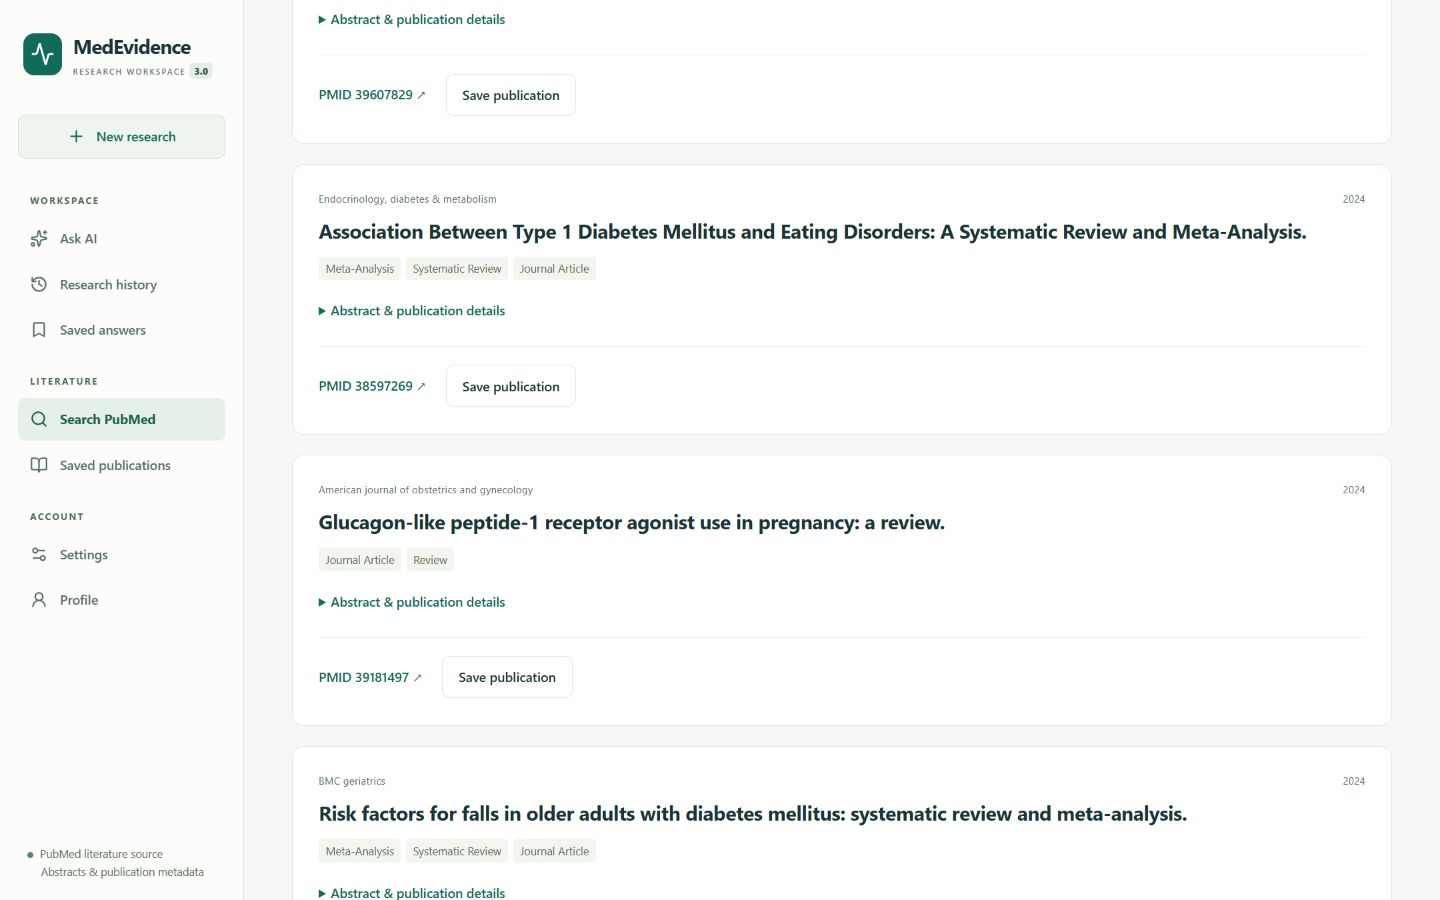 MedEvidence
RESEARCH WORKSPACE 3.0
New research
WORKSPACE
Ask AI
Research history
Saved answers
LITERATURE
Search PubMed
Saved publications
ACCOUNT
Settings
Profile
PubMed literature source
Abstracts & publication metadata
Abstract & publication details
PMID 39607829 ↗ Save publication
Endocrinology, diabetes & metabolism 2024
Association Between Type 1 Diabetes Mellitus and Eating Disorders: A Systematic Review and Meta-Analysis.
Meta-Analysis Systematic Review Journal Article
Abstract & publication details
PMID 38597269 ↗ Save publication
American journal of obstetrics and gynecology 2024
Glucagon-like peptide-1 receptor agonist use in pregnancy: a review.
Journal Article Review
Abstract & publication details
PMID 39181497 ↗ Save publication
BMC geriatrics 2024
Risk factors for falls in older adults with diabetes mellitus: systematic review and meta-analysis.
Meta-Analysis Systematic Review Journal Article
Abstract & publication details